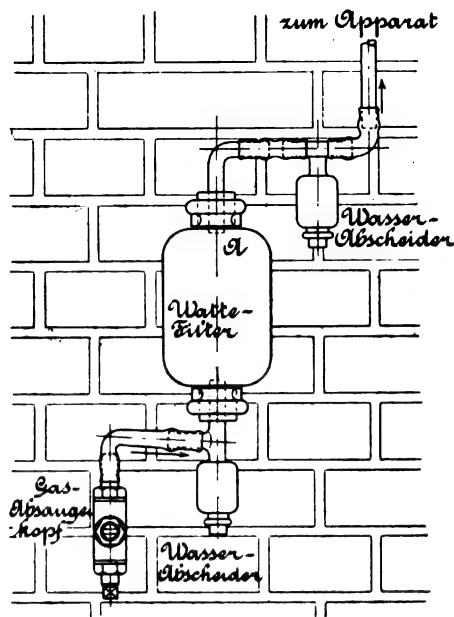 zum Apparat
Wasser-
Abscheider
A
Watte-
Filter
Gas-
Absauge
kopf
Wasser-
Abscheider